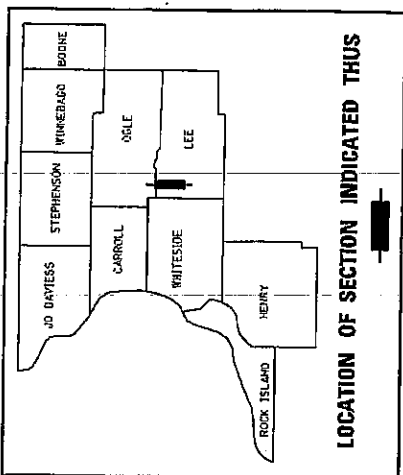 JO DAVIESS
STEPHENSON
WINNEBAGO
BOONE
CARROLL
OGLE
WHITESIDE
LEE
ROCK ISLAND
HENRY
LOCATION OF SECTION INDICATED THUS